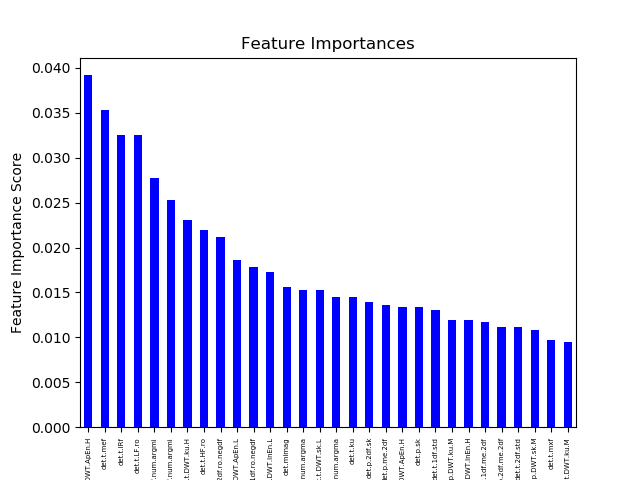 Feature Importances
Feature Importance Score
0.040
0.035
0.030
0.025
0.020
0.015
0.010
0.005
0.000
DWT.ApEn.H
det.t.mef
det.t.iRf
det.t.LF.ro
.num.argmi
.num.argmi
t.DWT.ku.H
det.t.HF.ro
2df.ro.negdf
DWT.ApEn.L
1df.ro.negdf
.DWT.InEn.L
det.mimag
num.argma
t.DWT.sk.L
num.argma
det.t.ku
det.p.2df.sk
det.p.me.2df
DWT.ApEn.H
det.p.sk
det.t.1df.std
p.DWT.ku.M
DWT.InEn.H
.1df.me.2df
.2df.me.2df
det.t.2df.std
p.DWT.sk.M
det.t.mxf
t.DWT.ku.M